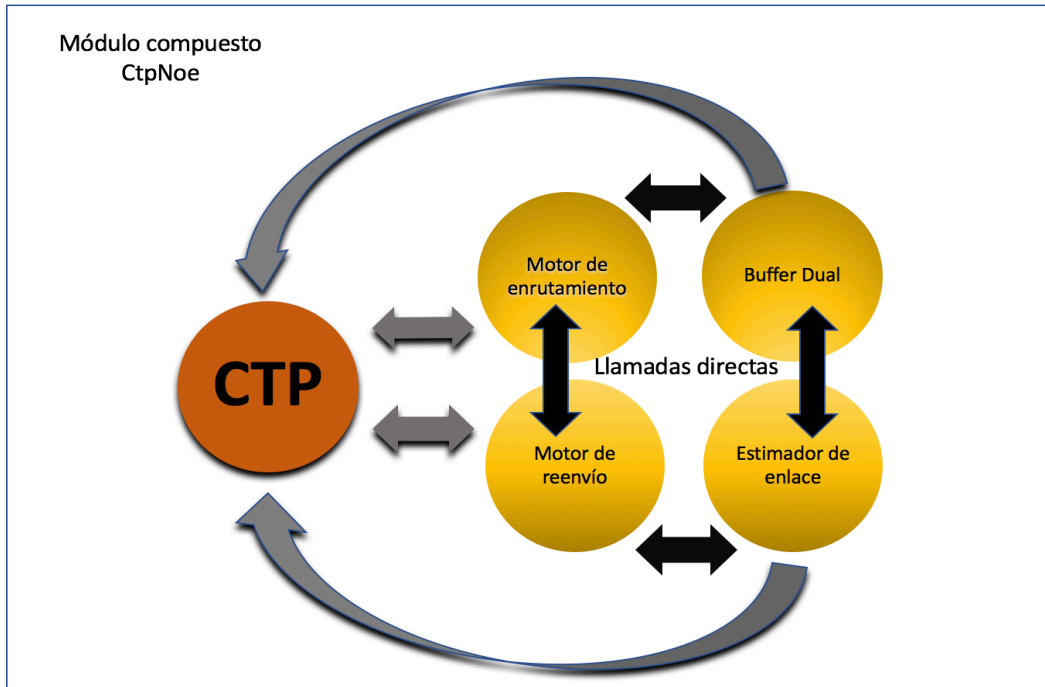 Módulo compuesto
CtpNoe
Motor de
enrutamiento
Buffer Dual
CTP
Llamadas directas
Motor de
reenvío
Estimador de
enlace